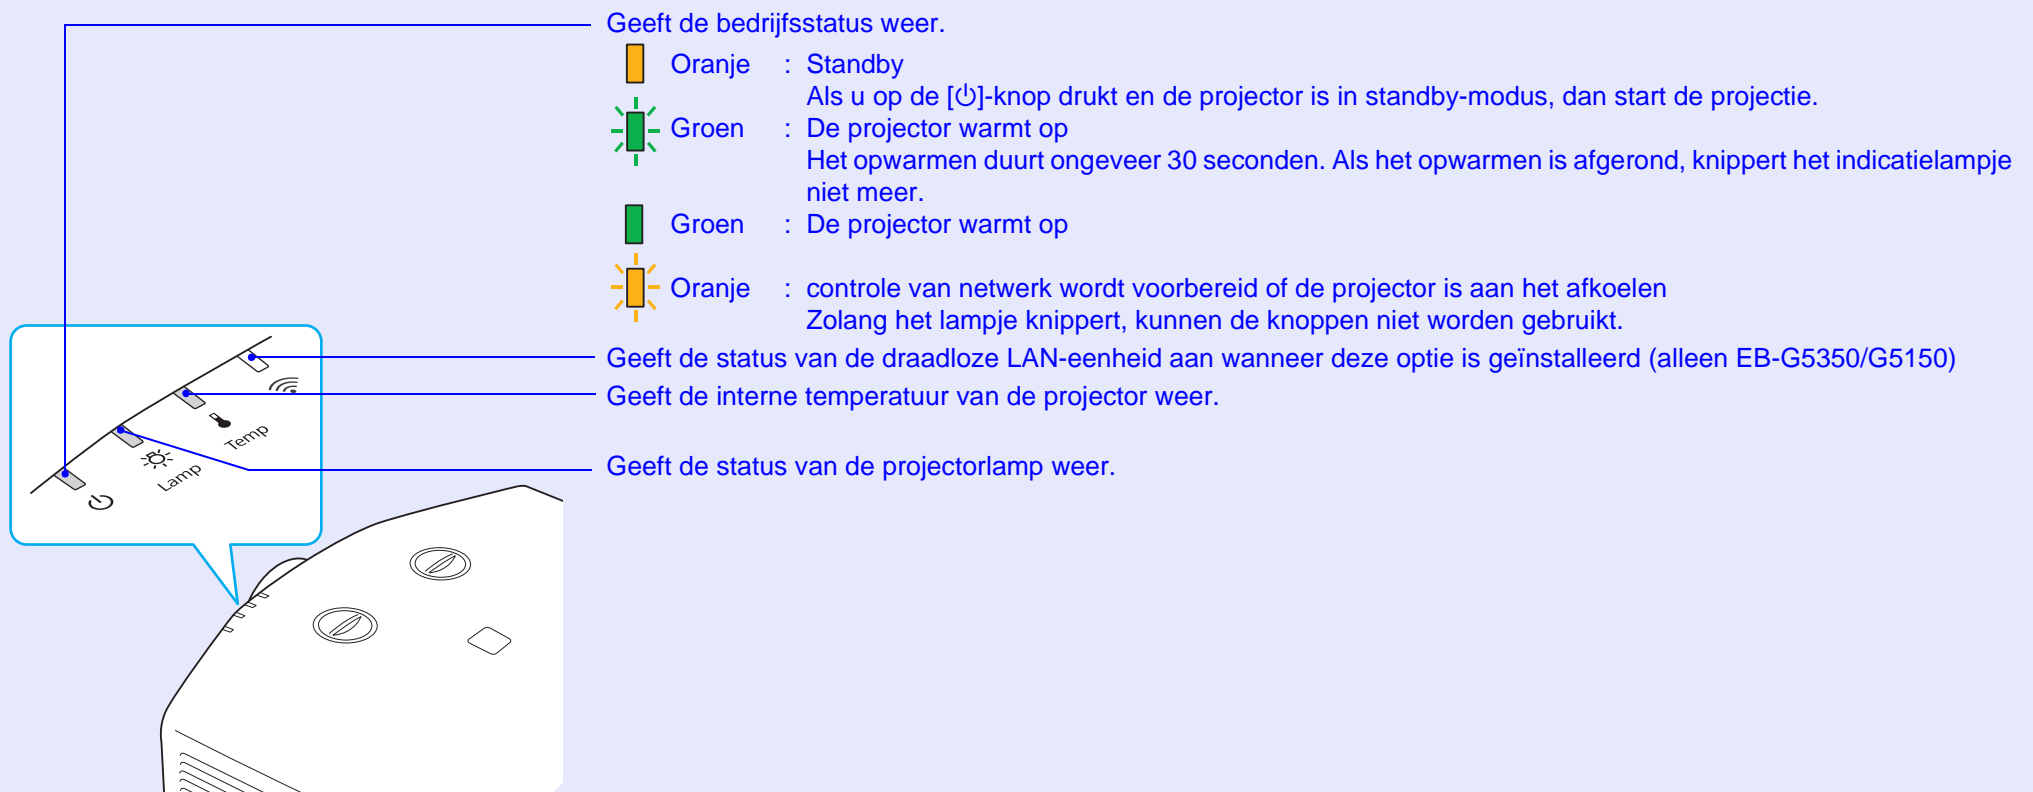 Geeft de bedrijfsstatus weer.
Oranje : Standby
Als u op de [⏻]-knop drukt en de projector is in standby-modus, dan start de projectie.
Groen : De projector warmt op
Het opwarmen duurt ongeveer 30 seconden. Als het opwarmen is afgerond, knippert het indicatielampje
niet meer.
Groen : De projector warmt op
Oranje : controle van netwerk wordt voorbereid of de projector is aan het afkoelen
Zolang het lampje knippert, kunnen de knoppen niet worden gebruikt.
Geeft de status van de draadloze LAN-eenheid aan wanneer deze optie is geïnstalleerd (alleen EB-G5350/G5150)
Geeft de interne temperatuur van de projector weer.
Geeft de status van de projectorlamp weer.
Temp
Lamp